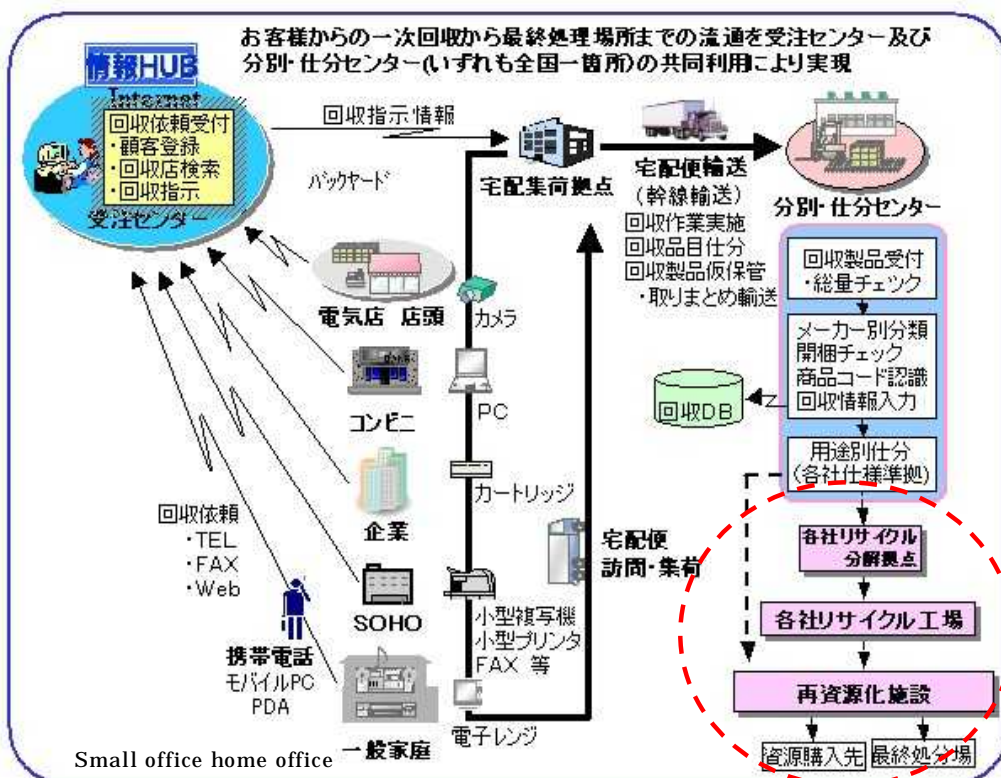 お客様からの一次回収から最終処理場所までの流通を受注センター及び
分別・仕分センター(いずれも全国一箇所)の共同利用により実現
情報HUB
Internet
回収依頼受付
・顧客登録
・回収店検索
・回収指示
受注センター
回収指示情報
バックヤード
宅配集荷拠点
宅配便輸送
(幹線輸送)
回収作業実施
回収品目仕分
回収製品仮保管
・取りまとめ輸送
分別・仕分センター
回収製品受付
・総量チェック
メーカー別分類
開梱チェック
商品コード認識
回収情報入力
回収DB
用途別仕分
(各社仕様準拠)
各社リサイクル
分解拠点
各社リサイクル工場
再資源化施設
資源購入先
最終処分場
電気店 店頭
コンビニ
企業
SOHO
一般家庭
カメラ
PC
カートリッジ
小型複写機
小型プリンタ
FAX 等
電子レンジ
宅配便
訪問・集荷
回収依頼
・TEL
・FAX
・Web
携帯電話
モバイルPC
PDA
Small office home office